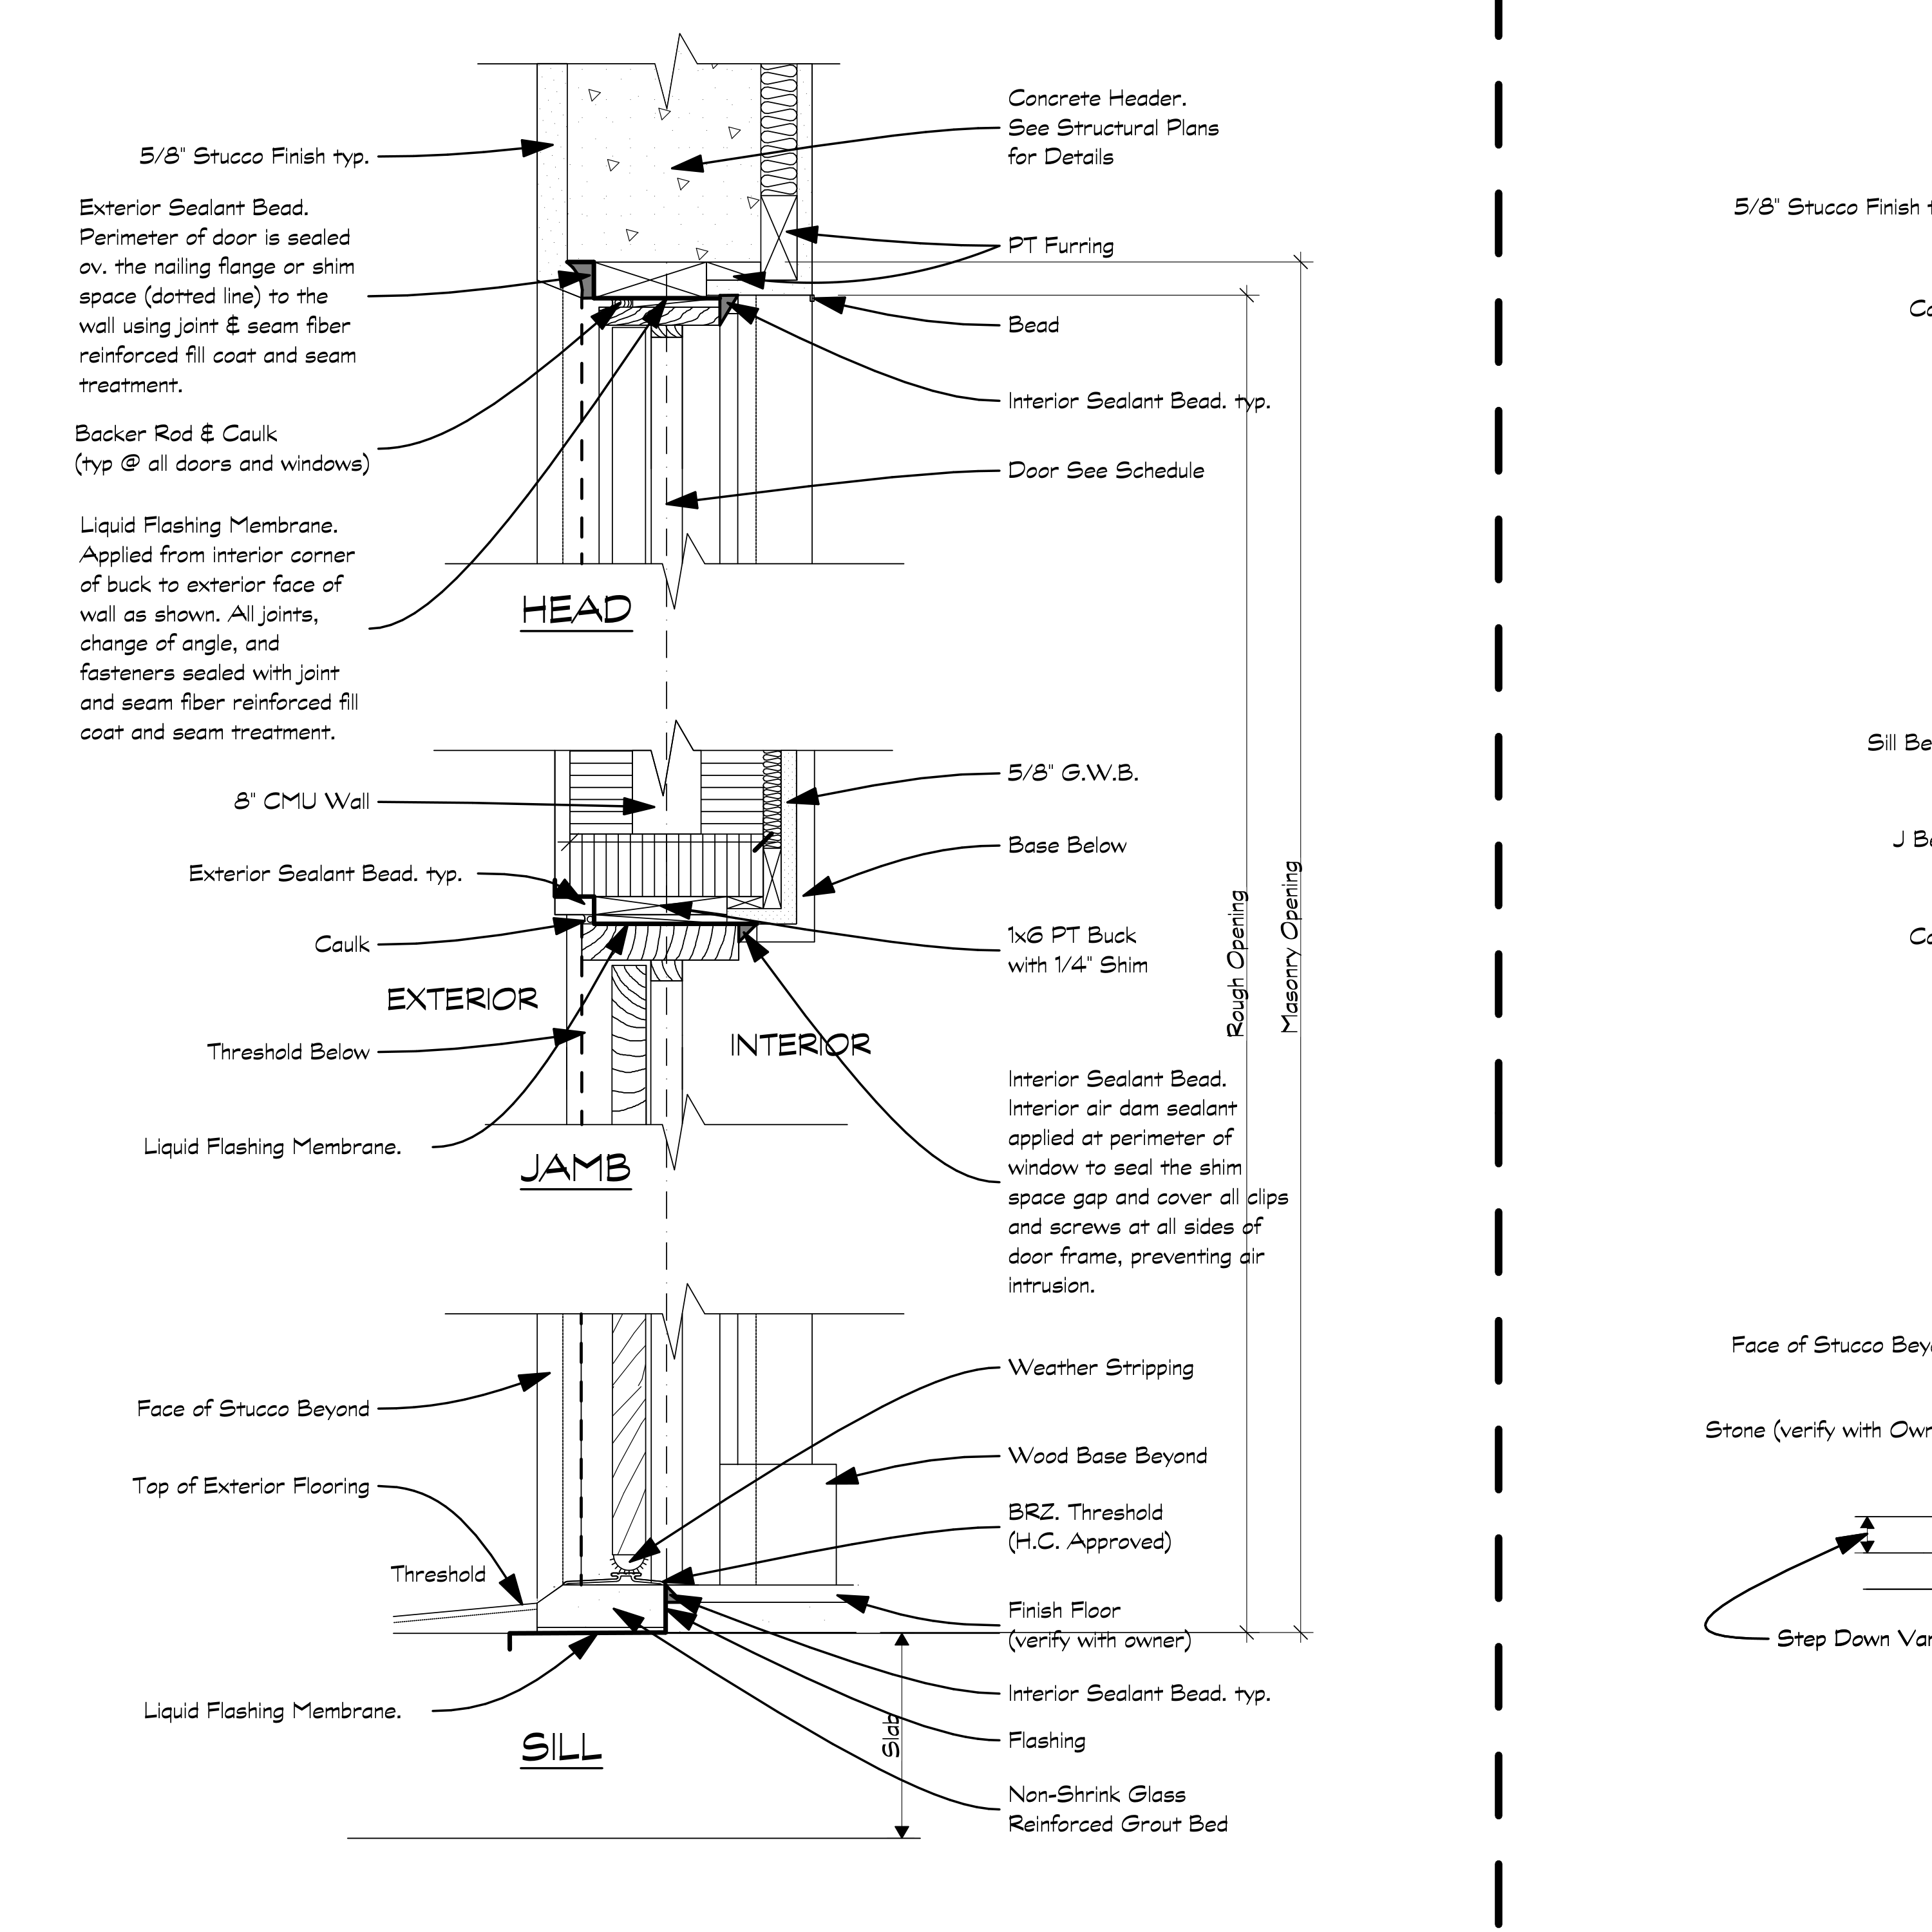 Concrete Header.
See Structural Plans
for Details
5/8" Stucco Finish typ.
Exterior Sealant Bead.
Perimeter of door is sealed
ov. the nailing flange or shim
space (dotted line) to the
wall using joint & seam fiber
reinforced fill coat and seam
treatment.
PT Furring
Bead
Interior Sealant Bead. typ.
Backer Rod & Caulk
(typ @ all doors and windows)
Door See Schedule
Liquid Flashing Membrane.
Applied from interior corner
of buck to exterior face of
wall as shown. All joints,
change of angle, and
fasteners sealed with joint
and seam fiber reinforced fill
coat and seam treatment.
HEAD
8" CMU Wall
5/8" G.W.B.
Exterior Sealant Bead. typ.
Base Below
Caulk
1x6 PT Buck
with 1/4" Shim
Rough Opening
Masonry Opening
EXTERIOR
INTERIOR
Threshold Below
Liquid Flashing Membrane.
Interior Sealant Bead.
Interior air dam sealant
applied at perimeter of
window to seal the shim
space gap and cover all clips
and screws at all sides of
door frame, preventing air
intrusion.
JAMB
Face of Stucco Beyond
Weather Stripping
Top of Exterior Flooring
Wood Base Beyond
BRZ. Threshold
(H.C. Approved)
Threshold
Finish Floor
(verify with owner)
Liquid Flashing Membrane.
Interior Sealant Bead. typ.
Flashing
Slab
SILL
Non-Shrink Glass
Reinforced Grout Bed
5/8" Stucco Finish
Sill
J
Face of Stucco
Stone (verify with
Step Down